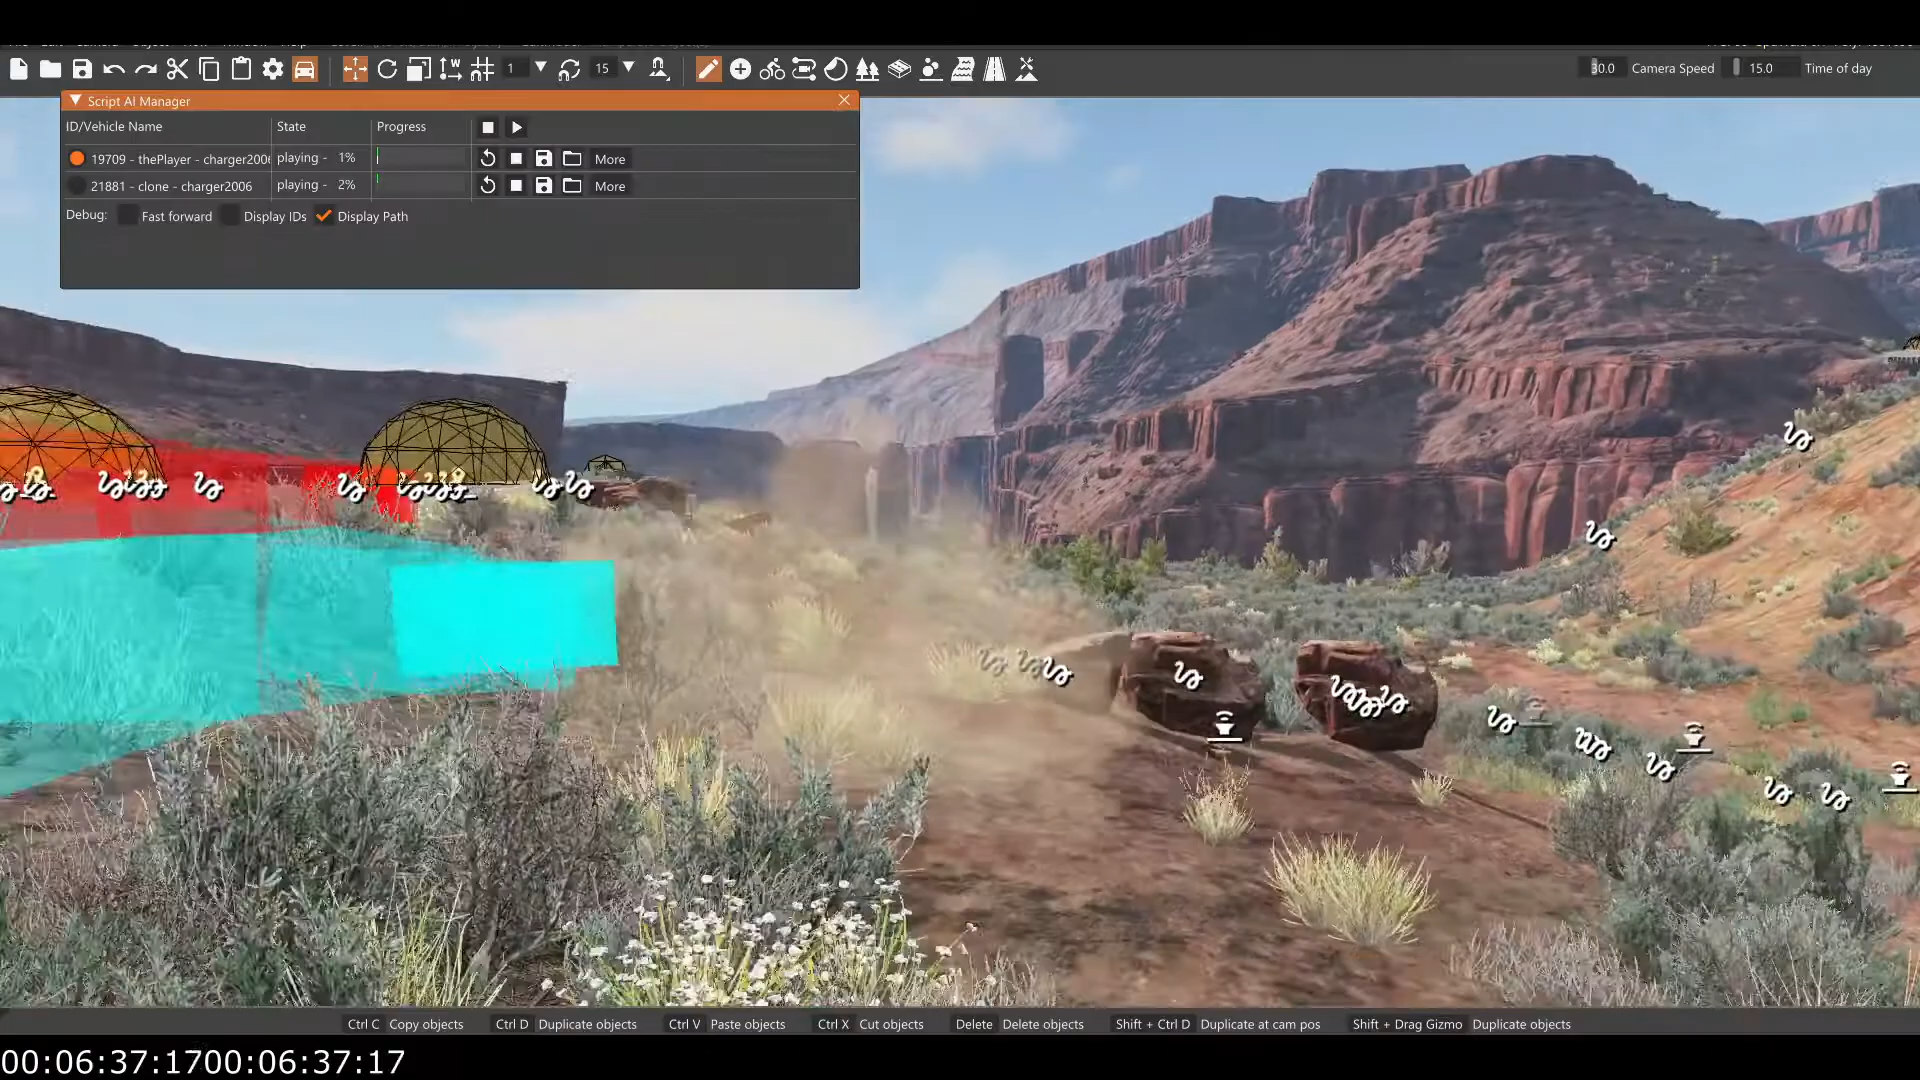 1 15 30.0 Camera Speed 15.0 Time of day
Script AI Manager
ID/Vehicle Name State Progress
19709 - thePlayer - charger2006 playing - 1% More
21881 - clone - charger2006 playing - 2% More
Debug: Fast forward Display IDs Display Path
Ctrl C Copy objects Ctrl D Duplicate objects Ctrl V Paste objects Ctrl X Cut objects Delete Delete objects Shift + Ctrl D Duplicate at cam pos Shift + Drag Gizmo Duplicate objects
00:06:37:1700:06:37:17